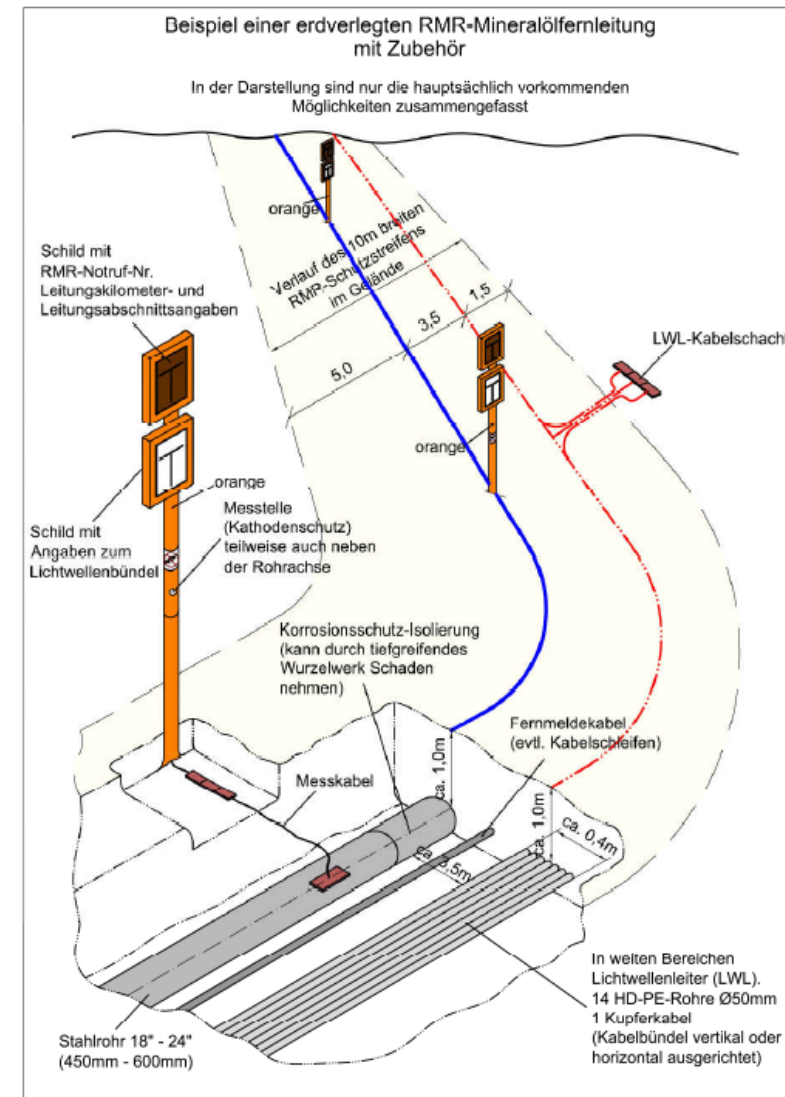 Beispiel einer erdverlegten RMR-Mineralölfernleitung
mit Zubehör
In der Darstellung sind nur die hauptsächlich vorkommenden
Möglichkeiten zusammengefasst
orange
Verlauf des 10m breiten
RMR-Schutzstreifens
im Gelände
Schild mit
RMR-Notruf-Nr.
Leitungskilometer- und
Leitungsabschnittsangaben
5,0
3,5
1,5
LWL-Kabelschacht
orange
orange
Schild mit
Angaben zum
Lichtwellenbündel
Messtelle
(Kathodenschutz)
teilweise auch neben
der Rohrachse
Korrosionsschutz-Isolierung
(kann durch tiefgreifendes
Wurzelwerk Schaden
nehmen)
Fernmeldekabel
(evtl. Kabelschleifen)
Messkabel
ca. 1,0m
ca. 1,0m
ca. 0,4m
ca. 3,5m
In weiten Bereichen
Lichtwellenleiter (LWL).
14 HD-PE-Rohre Ø50mm
1 Kupferkabel
(Kabelbündel vertikal oder
horizontal ausgerichtet)
Stahlrohr 18" - 24"
(450mm - 600mm)